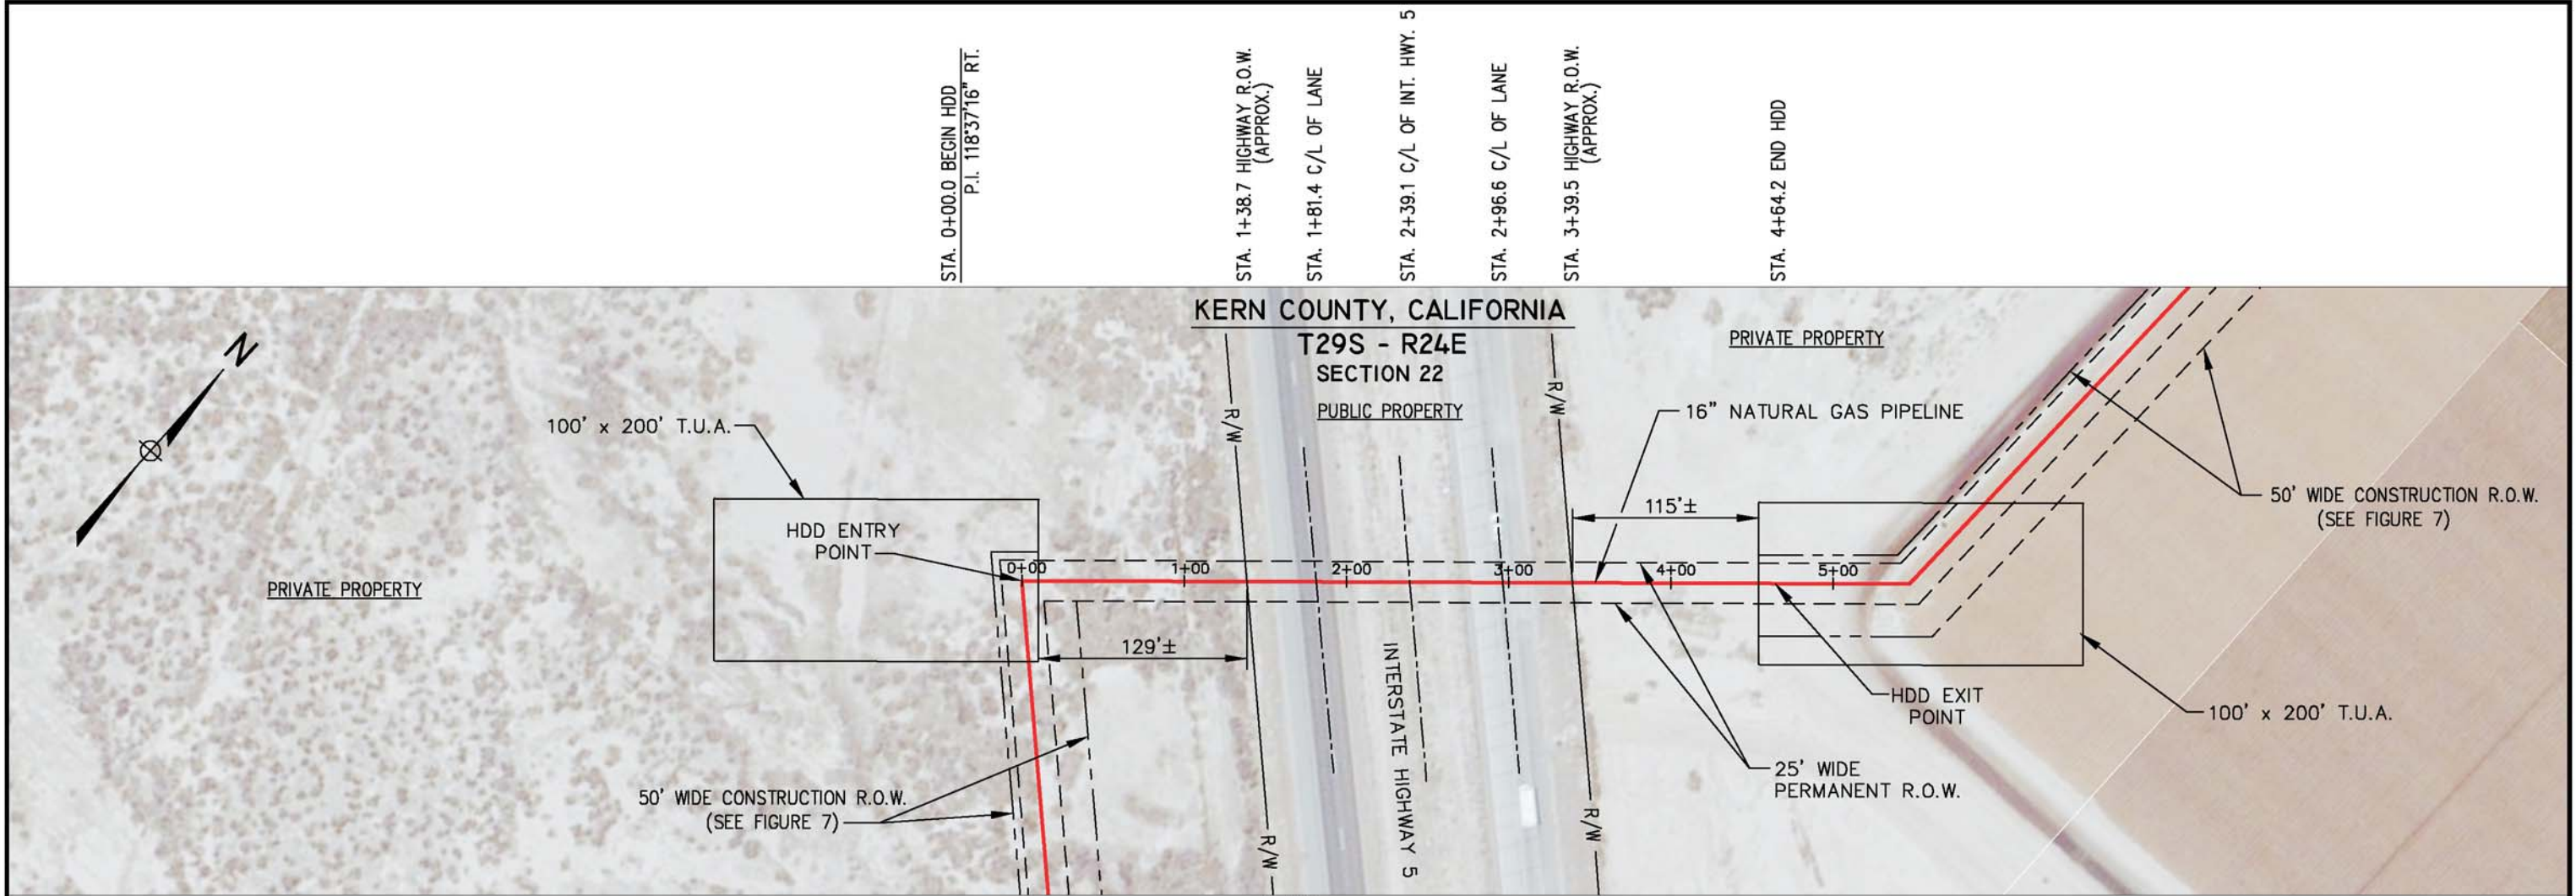 STA. 0+00.0 BEGIN HDD
P.I. 118°37'16" RT.
STA. 1+38.7 HIGHWAY R.O.W.
(APPROX.)
STA. 1+81.4 C/L OF LANE
STA. 2+39.1 C/L OF INT. HWY. 5
STA. 2+96.6 C/L OF LANE
STA. 3+39.5 HIGHWAY R.O.W.
(APPROX.)
STA. 4+64.2 END HDD
KERN COUNTY, CALIFORNIA
T29S - R24E
SECTION 22
PUBLIC PROPERTY
PRIVATE PROPERTY
N
R/W
R/W
100' x 200' T.U.A.
16" NATURAL GAS PIPELINE
HDD ENTRY
POINT
115'±
50' WIDE CONSTRUCTION R.O.W.
(SEE FIGURE 7)
PRIVATE PROPERTY
0+00
1+00
2+00
3+00
4+00
5+00
129'±
INTERSTATE HIGHWAY 5
HDD EXIT
POINT
100' x 200' T.U.A.
25' WIDE
PERMANENT R.O.W.
50' WIDE CONSTRUCTION R.O.W.
(SEE FIGURE 7)
R/W
R/W